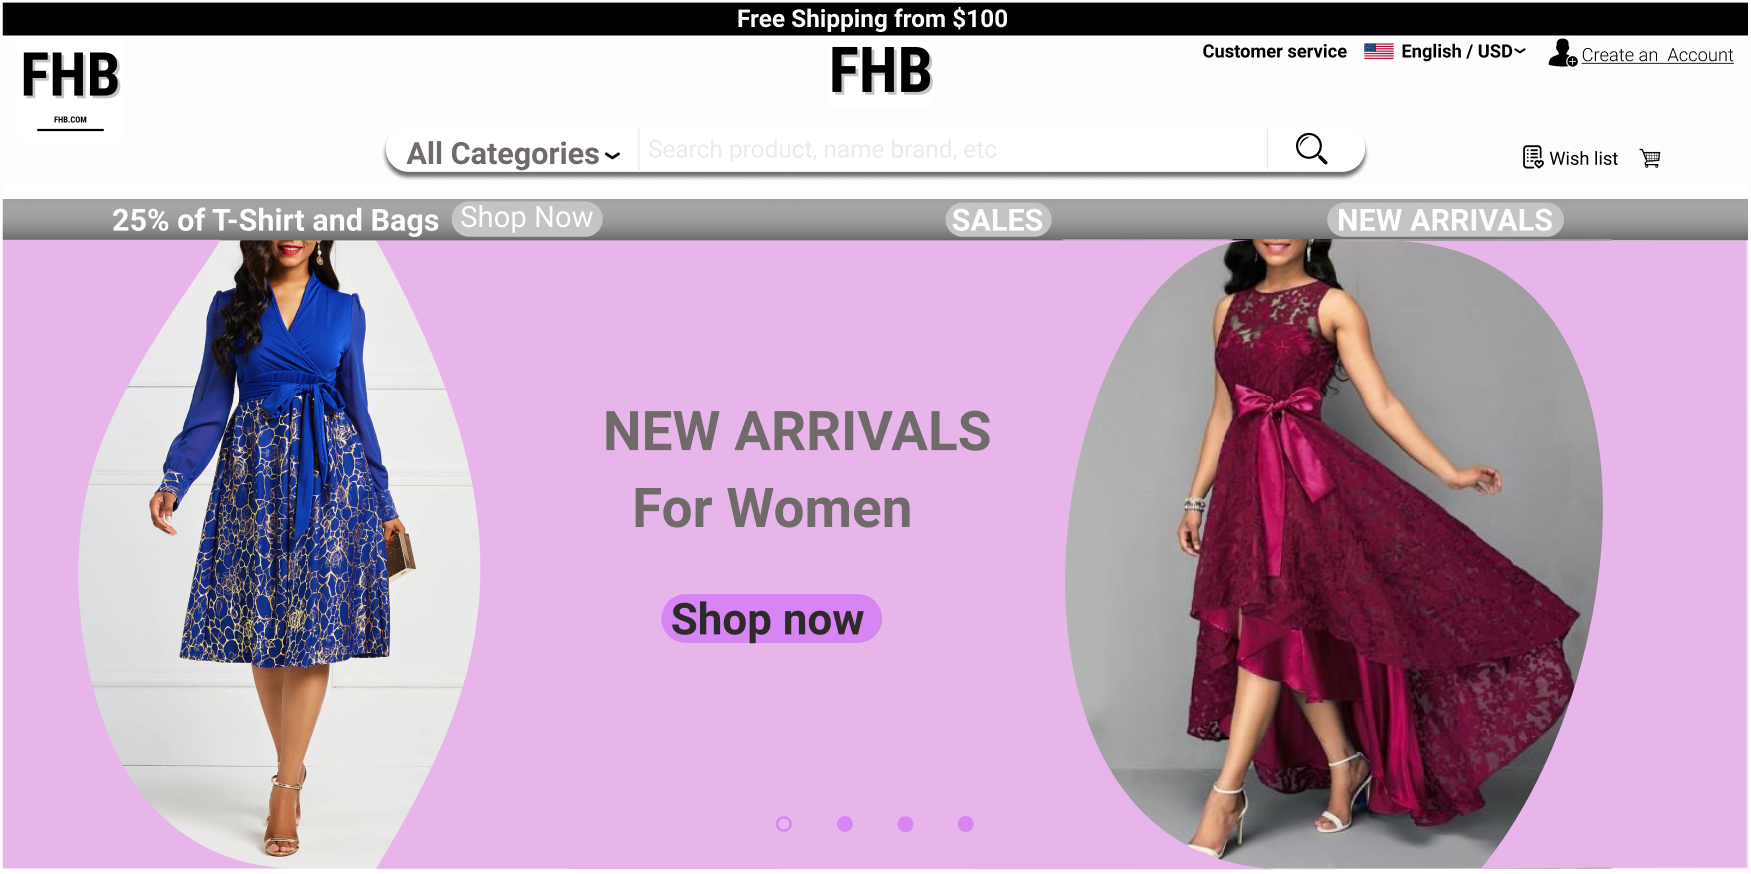 Free Shipping from $100
FHB
FHB.COM
FHB
Customer service
English / USD
Create an Account
All Categories
Search product, name brand, etc
Wish list
25% of T-Shirt and Bags
Shop Now
SALES
NEW ARRIVALS
NEW ARRIVALS
For Women
Shop now